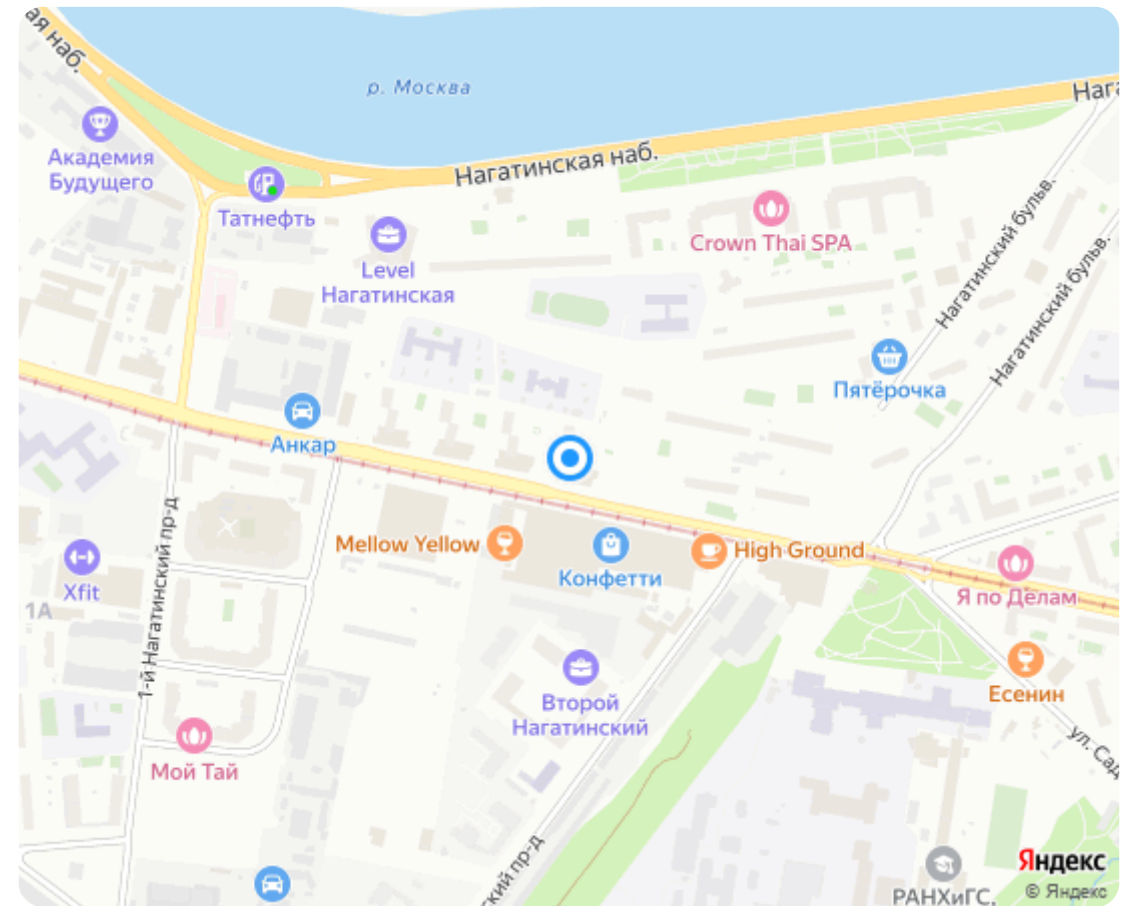 ая наб.
р. Москва
Нага
Нагатинская наб.
Академия
Будущего
Татнефть
Crown Thai SPA
Level
Нагатинская
Нагатинский бульв.
Нагатинский бульв.
Пятёрочка
Анкар
Mellow Yellow
High Ground
Конфетти
Xfit
1А
1-й Нагатинский пр-д
Я по Делам
Есенин
Второй
Нагатинский
ул. Сад
Мой Тай
ский пр-д
Яндекс
© Яндекс
РАНХиГС,